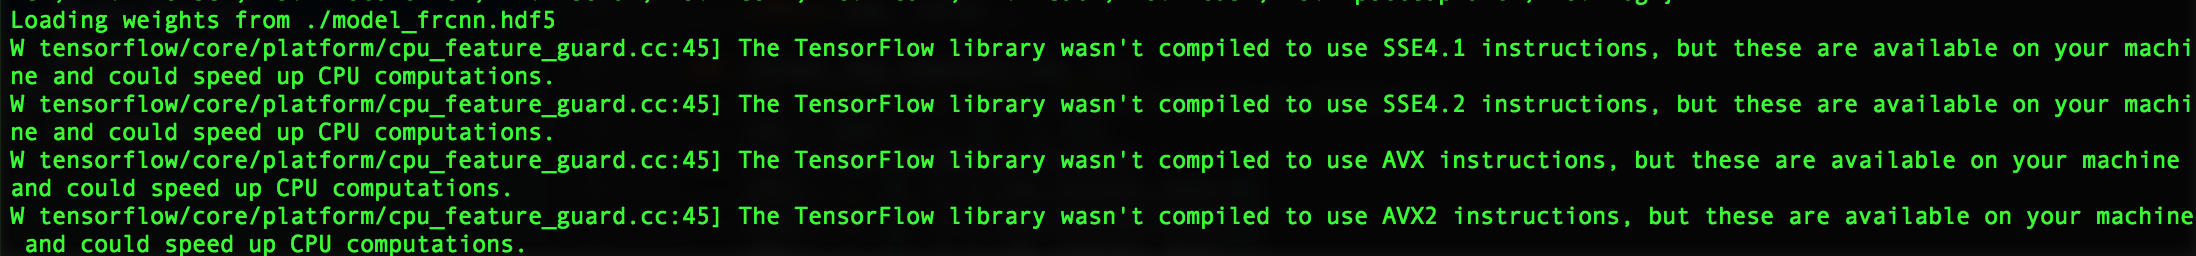 Loading weights from ./model_frcnn.hdf5
W tensorflow/core/platform/cpu_feature_guard.cc:45] The TensorFlow library wasn't compiled to use SSE4.1 instructions, but these are available on your machi
ne and could speed up CPU computations.
W tensorflow/core/platform/cpu_feature_guard.cc:45] The TensorFlow library wasn't compiled to use SSE4.2 instructions, but these are available on your machi
ne and could speed up CPU computations.
W tensorflow/core/platform/cpu_feature_guard.cc:45] The TensorFlow library wasn't compiled to use AVX instructions, but these are available on your machine
and could speed up CPU computations.
W tensorflow/core/platform/cpu_feature_guard.cc:45] The TensorFlow library wasn't compiled to use AVX2 instructions, but these are available on your machine
 and could speed up CPU computations.